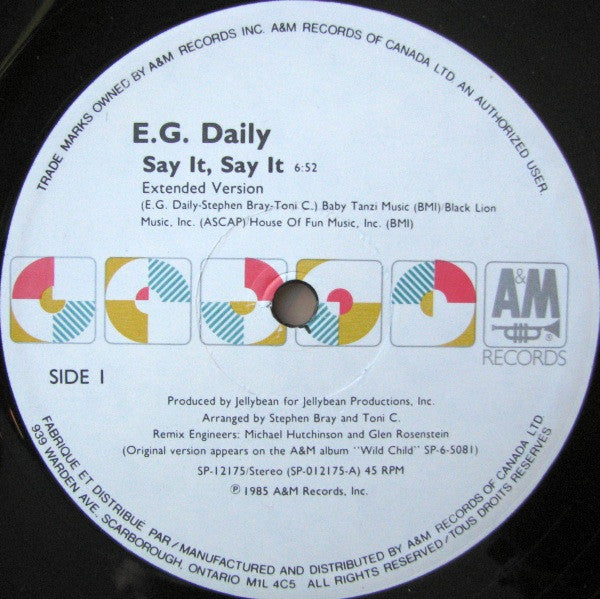 TRADE MARKS OWNED BY A&M RECORDS INC. A&M RECORDS OF CANADA LTD. AN AUTHORIZED USER.
E.G. Daily
Say It, Say It 6:52
Extended Version
(E.G. Daily-Stephen Bray-Toni C.) Baby Tanzi Music (BMI)/Black Lion
Music, Inc. (ASCAP)/House Of Fun Music, Inc. (BMI)
A&M
®
RECORDS
SIDE 1
Produced by Jellybean for Jellybean Productions, Inc.
Arranged by Stephen Bray and Toni C.
Remix Engineers: Michael Hutchinson and Glen Rosenstein
(Original version appears on the A&M album "Wild Child" SP-6-5081)
SP-12175/Stereo (SP-012175-A) 45 RPM
℗ 1985 A&M Records, Inc.
FABRIQUE ET DISTRIBUE PAR/MANUFACTURED AND DISTRIBUTED BY A&M RECORDS OF CANADA LTD.
939 WARDEN AVE. SCARBOROUGH, ONTARIO M1L 4C5 ALL RIGHTS RESERVED/TOUS DROITS RESERVES